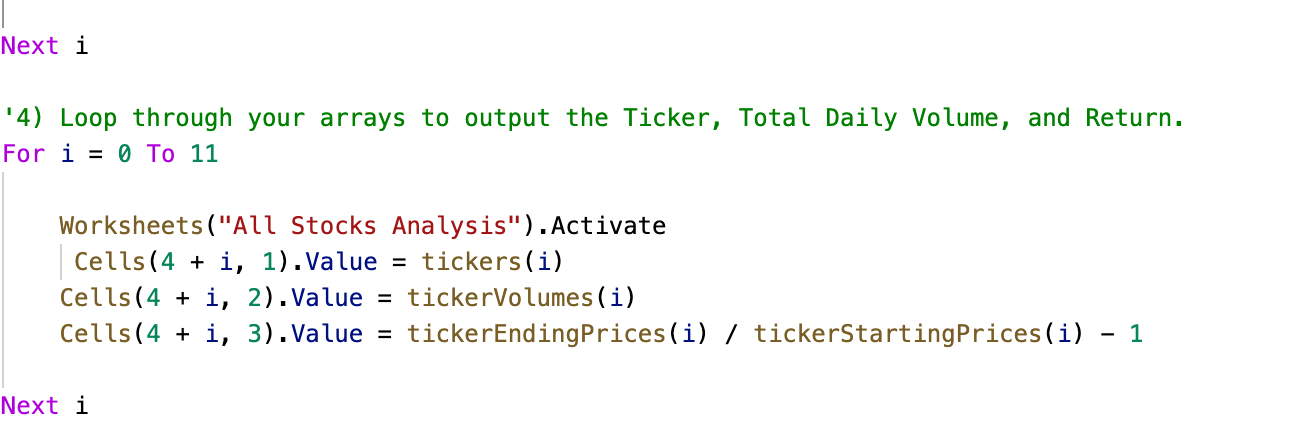 Next i
'4) Loop through your arrays to output the Ticker, Total Daily Volume, and Return.
For i = 0 To 11
Worksheets("All Stocks Analysis").Activate
Cells(4 + i, 1).Value = tickers(i)
Cells(4 + i, 2).Value = tickerVolumes(i)
Cells(4 + i, 3).Value = tickerEndingPrices(i) / tickerStartingPrices(i) - 1
Next i